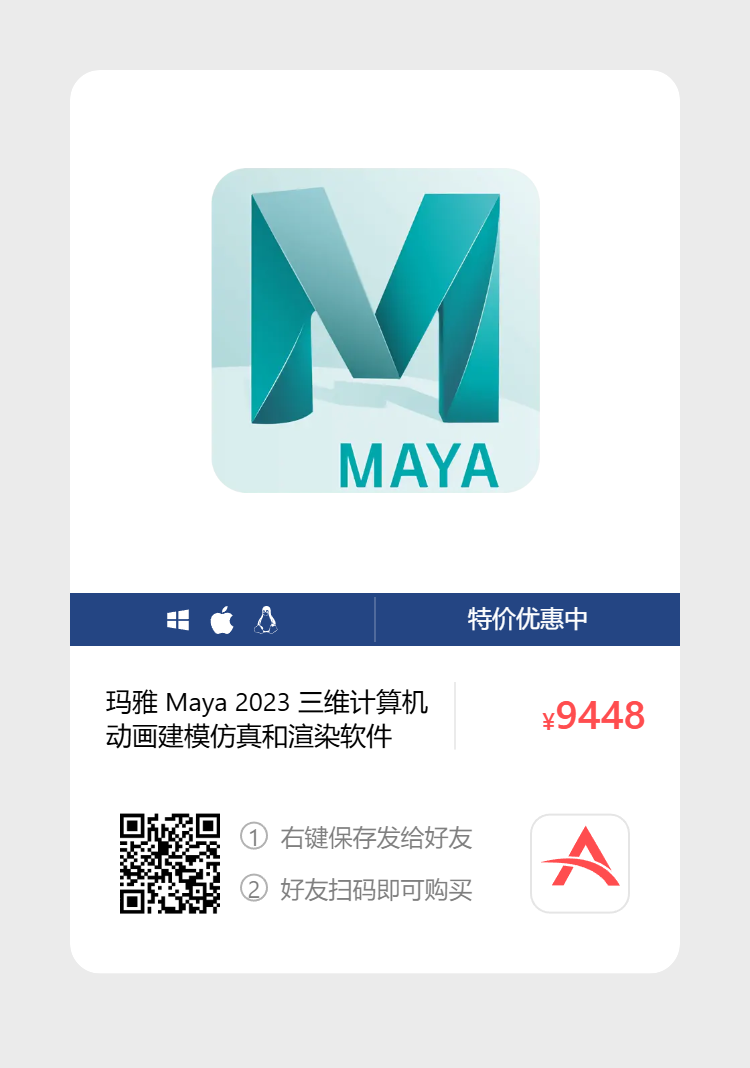 MAYA
特价优惠中
玛雅 Maya 2023 三维计算机
动画建模仿真和渲染软件
¥9448
① 右键保存发给好友
② 好友扫码即可购买